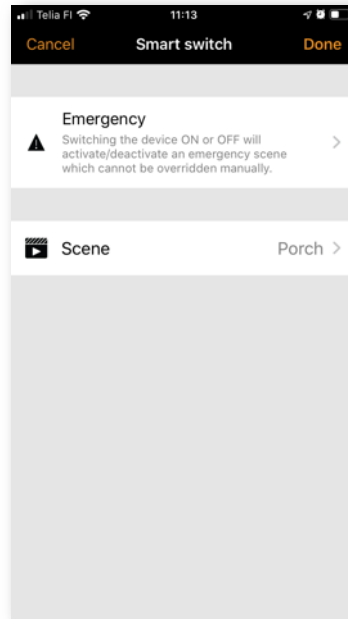 Telia FI 11:13
Cancel Smart switch Done
Emergency
Switching the device ON or OFF will
activate/deactivate an emergency scene
which cannot be overridden manually.
Scene Porch